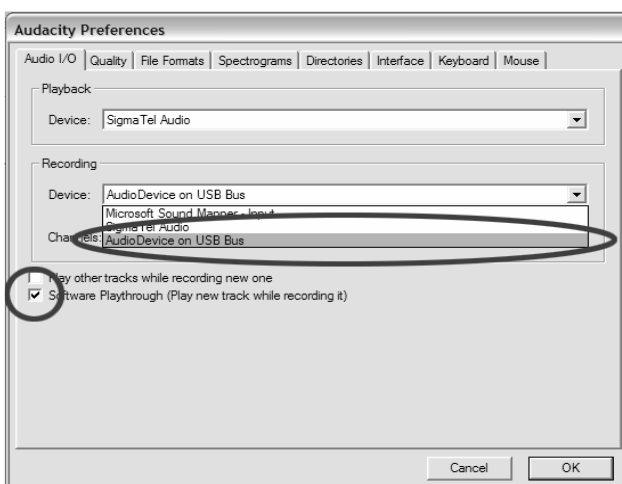 Audacity Preferences
Audio I/O Quality File Formats Spectrograms Directories Interface Keyboard Mouse
Playback
Device: SigmaTel Audio
Recording
Device: AudioDevice on USB Bus
Microsoft Sound Mapper - Input
SigmaTel Audio
Channels: AudioDevice on USB Bus
Play other tracks while recording new one
Software Playthrough (Play new track while recording it)
Cancel OK